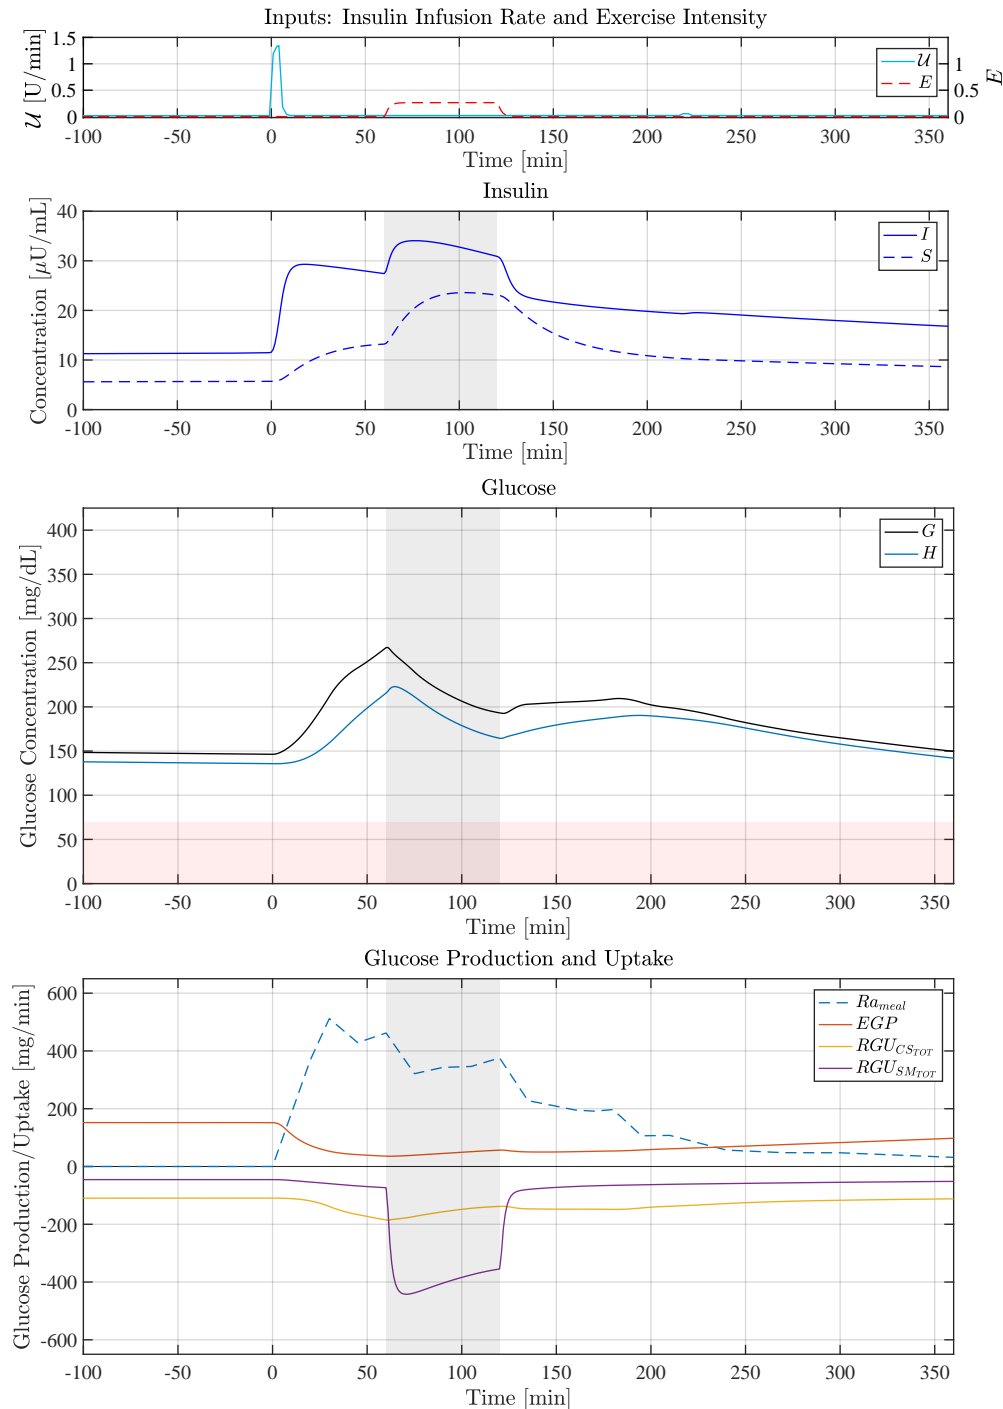 Inputs: Insulin Infusion Rate and Exercise Intensity
𝒰 [U/min]
1.5
1
0.5
0
1
0.5
0
E
𝒰
E
-100 -50 0 50 100 150 200 250 300 350
Time [min]
Insulin
Concentration [μU/mL]
40
30
20
10
0
I
S
-100 -50 0 50 100 150 200 250 300 350
Time [min]
Glucose
Glucose Concentration [mg/dL]
400
350
300
250
200
150
100
50
0
G
H
-100 -50 0 50 100 150 200 250 300 350
Time [min]
Glucose Production and Uptake
Glucose Production/Uptake [mg/min]
600
400
200
0
-200
-400
-600
Ra_meal
EGP
RGU_CS_TOT
RGU_SM_TOT
-100 -50 0 50 100 150 200 250 300 350
Time [min]